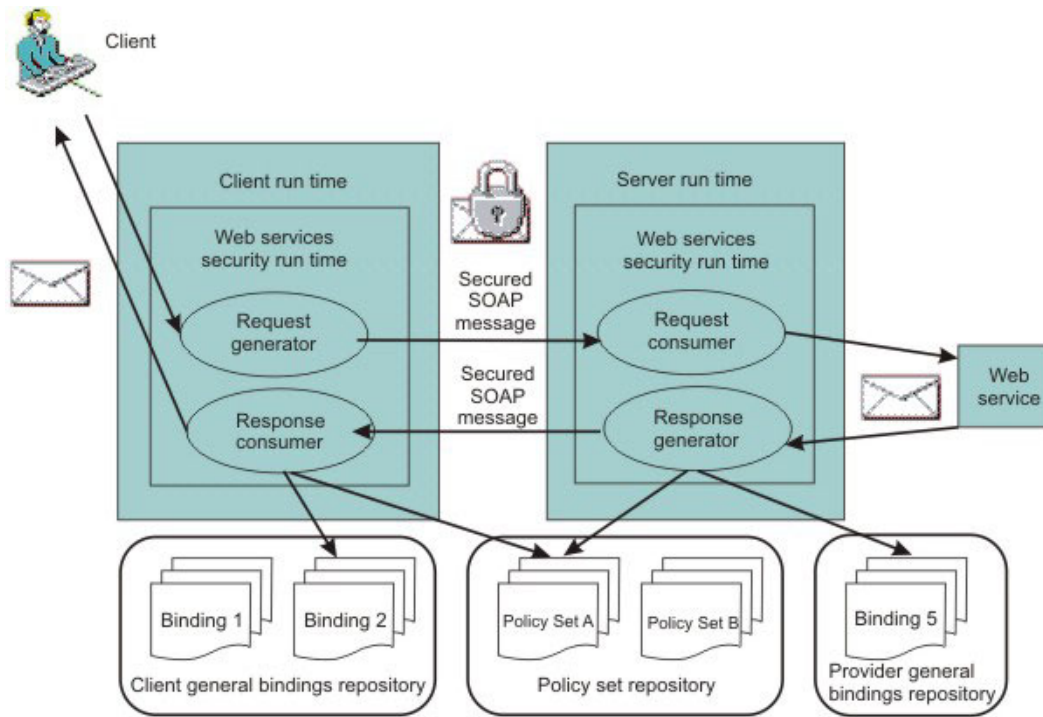 Client
Client run time
Server run time
Web services
security run time
Web services
security run time
Secured
SOAP
message
Request
generator
Request
consumer
Web
service
Secured
SOAP
message
Response
consumer
Response
generator
Binding 1
Binding 2
Policy Set A
Policy Set B
Binding 5
Client general bindings repository
Policy set repository
Provider general
bindings repository